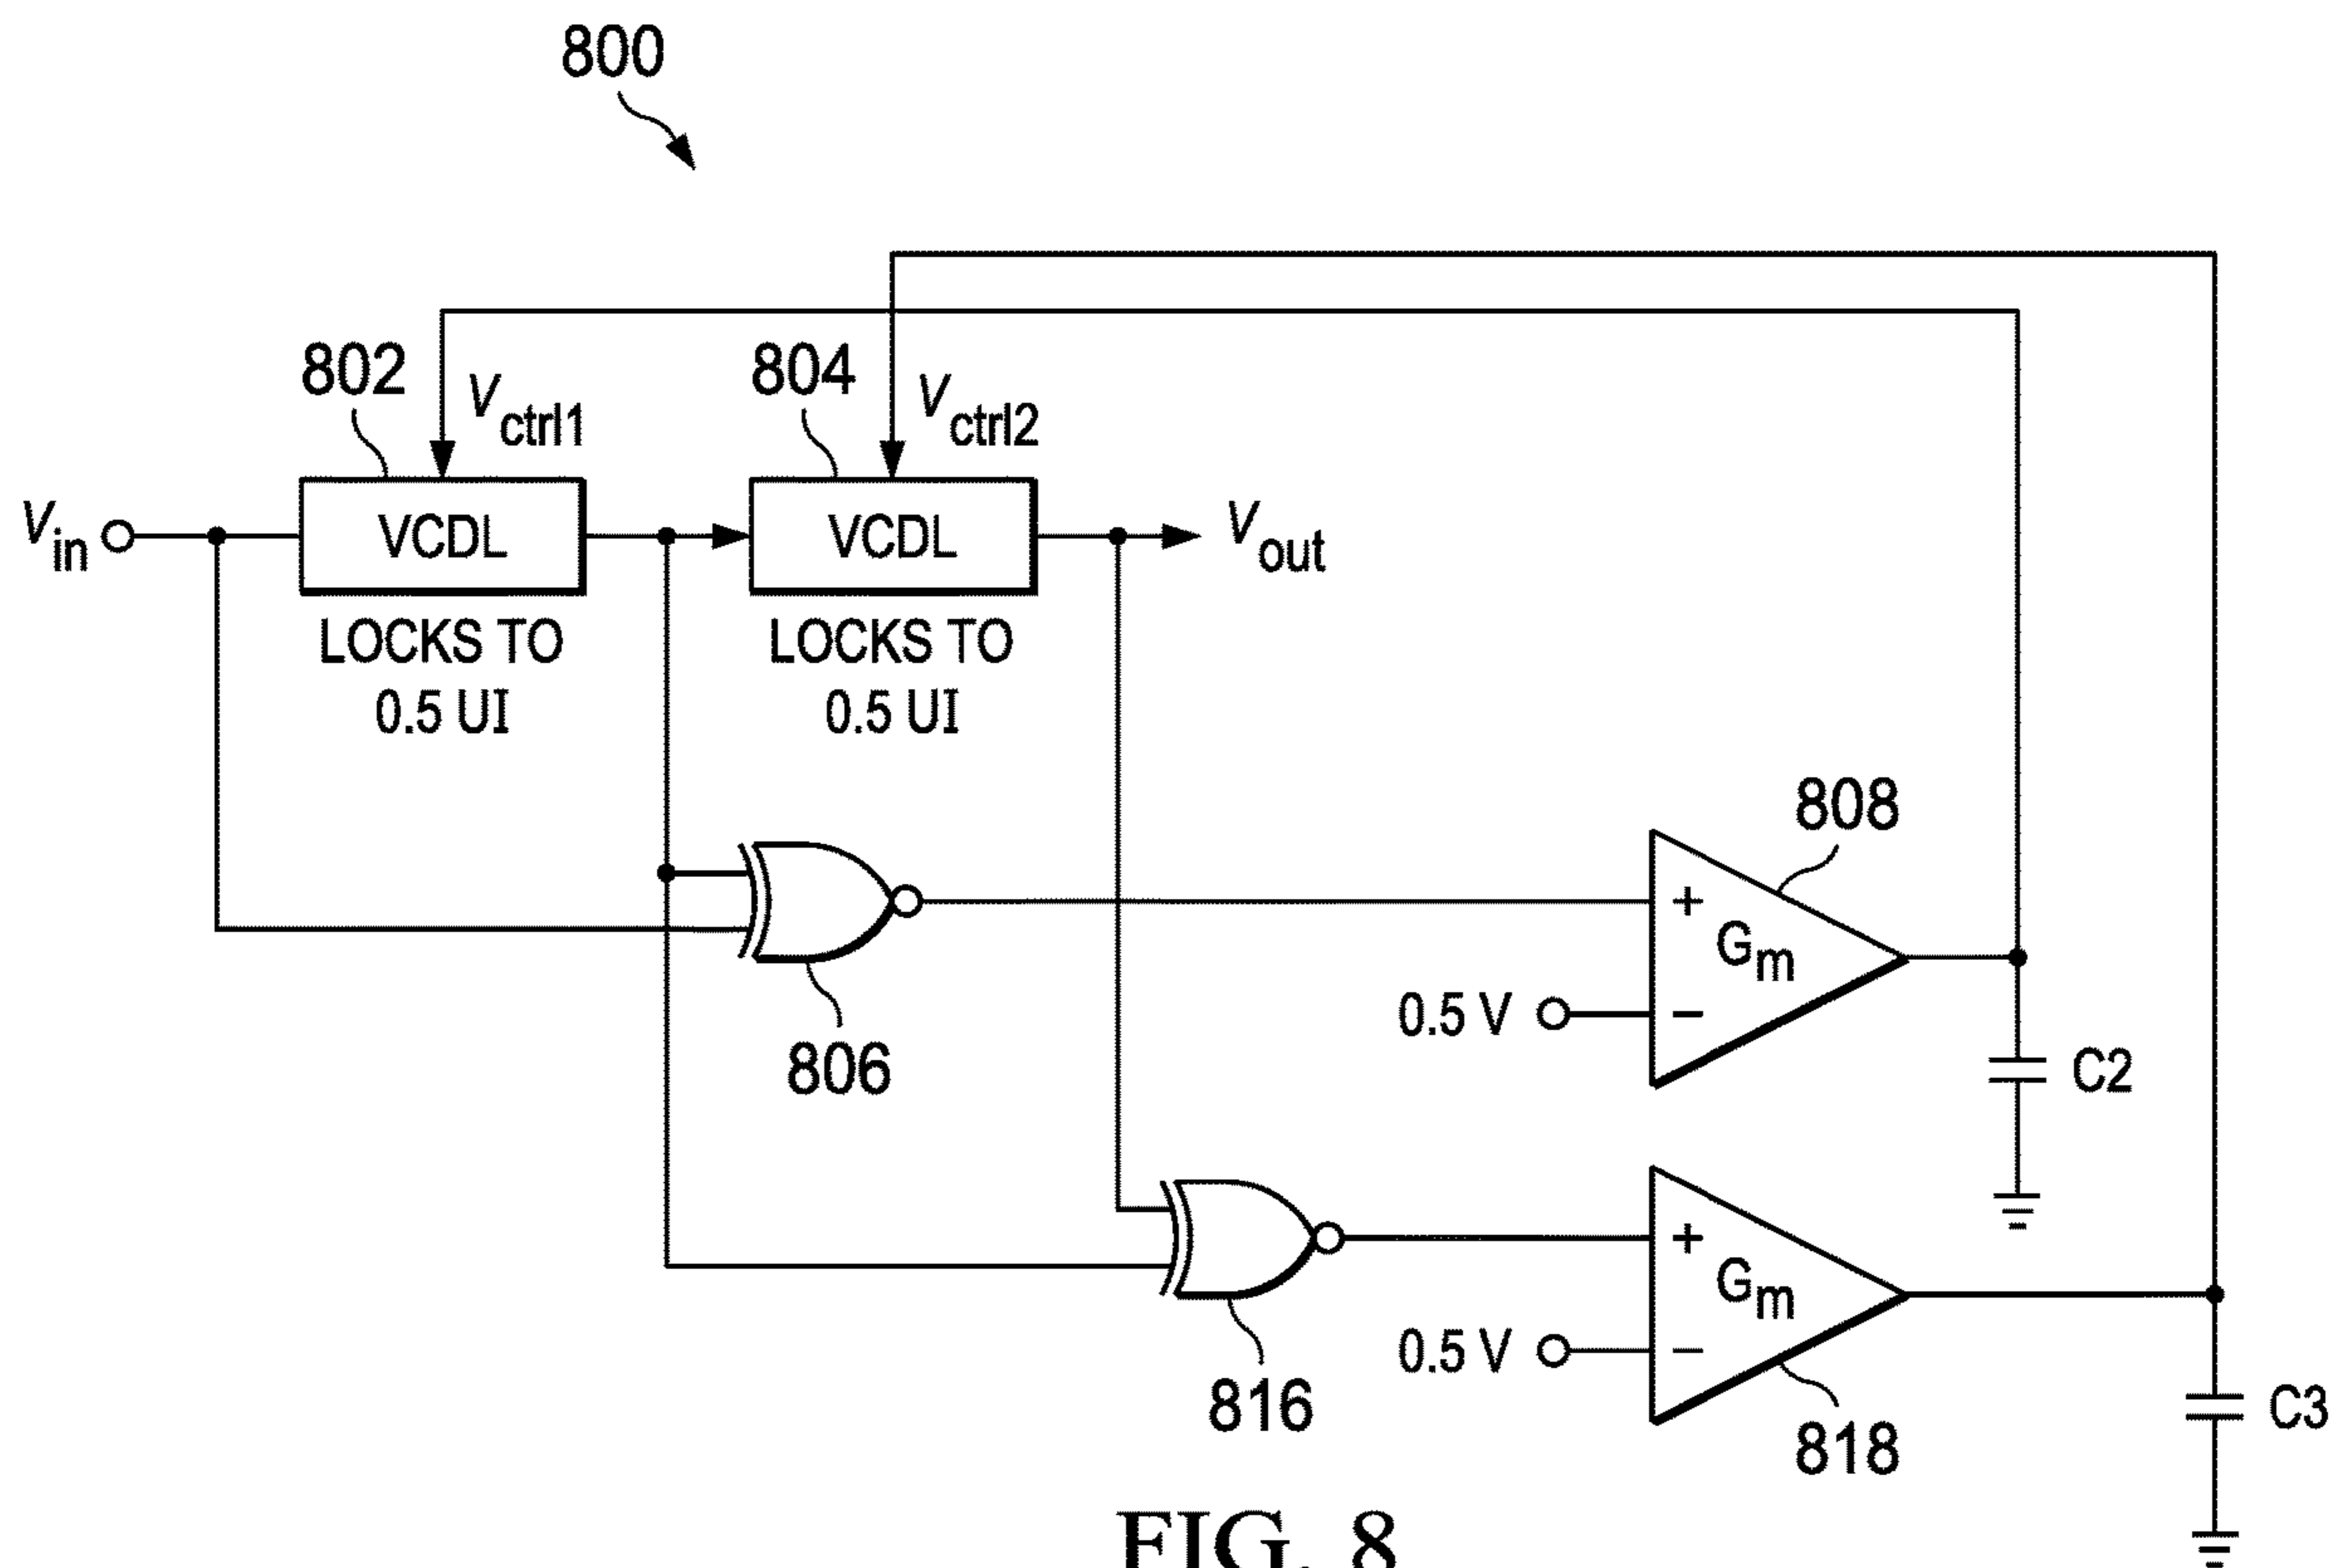 800
802
Vctrl1
804
Vctrl2
Vin
VCDL
VCDL
Vout
LOCKS TO
0.5 UI
LOCKS TO
0.5 UI
808
+
Gm
0.5 V
−
806
C2
+
Gm
0.5 V
−
816
818
C3
FIG. 8